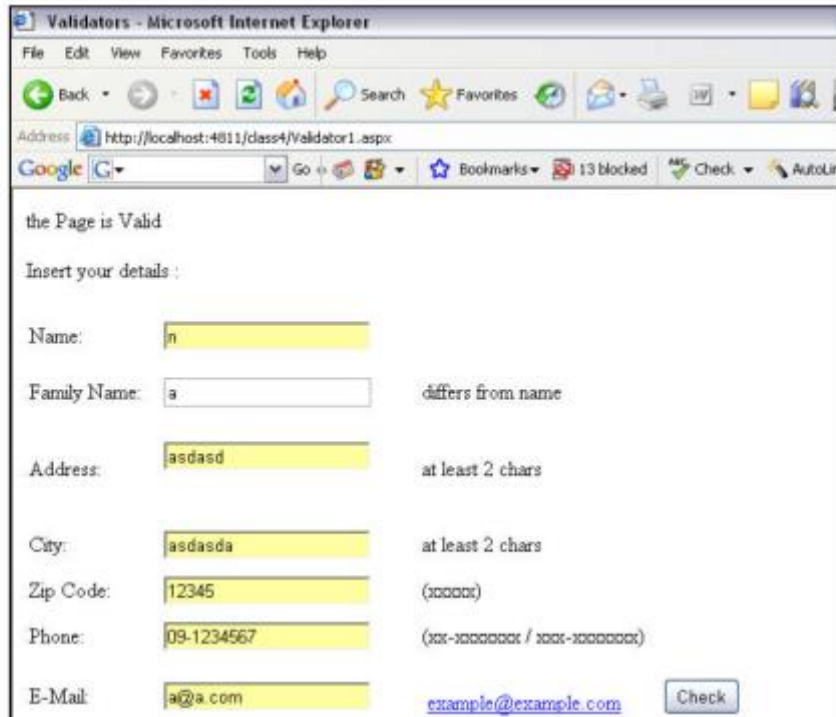 Validators - Microsoft Internet Explorer
File Edit View Favorites Tools Help
Back Search Favorites
Address http://localhost:4811/class4/Validator1.aspx
Google G Go Bookmarks 13 blocked ABC Check AutoLin
the Page is Valid
Insert your details :
Name: n
Family Name: a differs from name
Address: asdasd at least 2 chars
City: asdasda at least 2 chars
Zip Code: 12345 (xxxxx)
Phone: 09-1234567 (xx-xxxxxxx / xxx-xxxxxxx)
E-Mail: a@a.com example@example.com Check